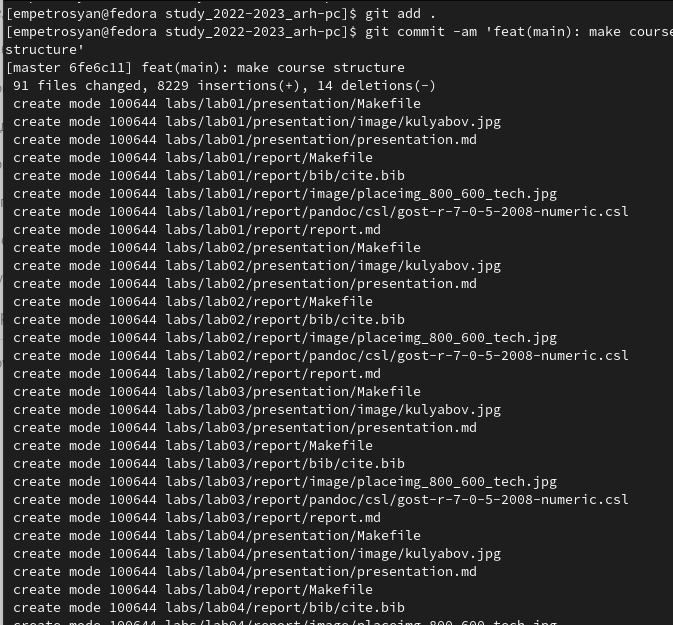 [empetrosyan@fedora study_2022-2023_arh-pc]$ git add .
[empetrosyan@fedora study_2022-2023_arh-pc]$ git commit -am 'feat(main): make course
structure'
[master 6fe6c11] feat(main): make course structure
 91 files changed, 8229 insertions(+), 14 deletions(-)
 create mode 100644 labs/lab01/presentation/Makefile
 create mode 100644 labs/lab01/presentation/image/kulyabov.jpg
 create mode 100644 labs/lab01/presentation/presentation.md
 create mode 100644 labs/lab01/report/Makefile
 create mode 100644 labs/lab01/report/bib/cite.bib
 create mode 100644 labs/lab01/report/image/placeimg_800_600_tech.jpg
 create mode 100644 labs/lab01/report/pandoc/csl/gost-r-7-0-5-2008-numeric.csl
 create mode 100644 labs/lab01/report/report.md
 create mode 100644 labs/lab02/presentation/Makefile
 create mode 100644 labs/lab02/presentation/image/kulyabov.jpg
 create mode 100644 labs/lab02/presentation/presentation.md
 create mode 100644 labs/lab02/report/Makefile
 create mode 100644 labs/lab02/report/bib/cite.bib
 create mode 100644 labs/lab02/report/image/placeimg_800_600_tech.jpg
 create mode 100644 labs/lab02/report/pandoc/csl/gost-r-7-0-5-2008-numeric.csl
 create mode 100644 labs/lab02/report/report.md
 create mode 100644 labs/lab03/presentation/Makefile
 create mode 100644 labs/lab03/presentation/image/kulyabov.jpg
 create mode 100644 labs/lab03/presentation/presentation.md
 create mode 100644 labs/lab03/report/Makefile
 create mode 100644 labs/lab03/report/bib/cite.bib
 create mode 100644 labs/lab03/report/image/placeimg_800_600_tech.jpg
 create mode 100644 labs/lab03/report/pandoc/csl/gost-r-7-0-5-2008-numeric.csl
 create mode 100644 labs/lab03/report/report.md
 create mode 100644 labs/lab04/presentation/Makefile
 create mode 100644 labs/lab04/presentation/image/kulyabov.jpg
 create mode 100644 labs/lab04/presentation/presentation.md
 create mode 100644 labs/lab04/report/Makefile
 create mode 100644 labs/lab04/report/bib/cite.bib
 create mode 100644 labs/lab04/report/image/placeimg_800_600_tech.jpg